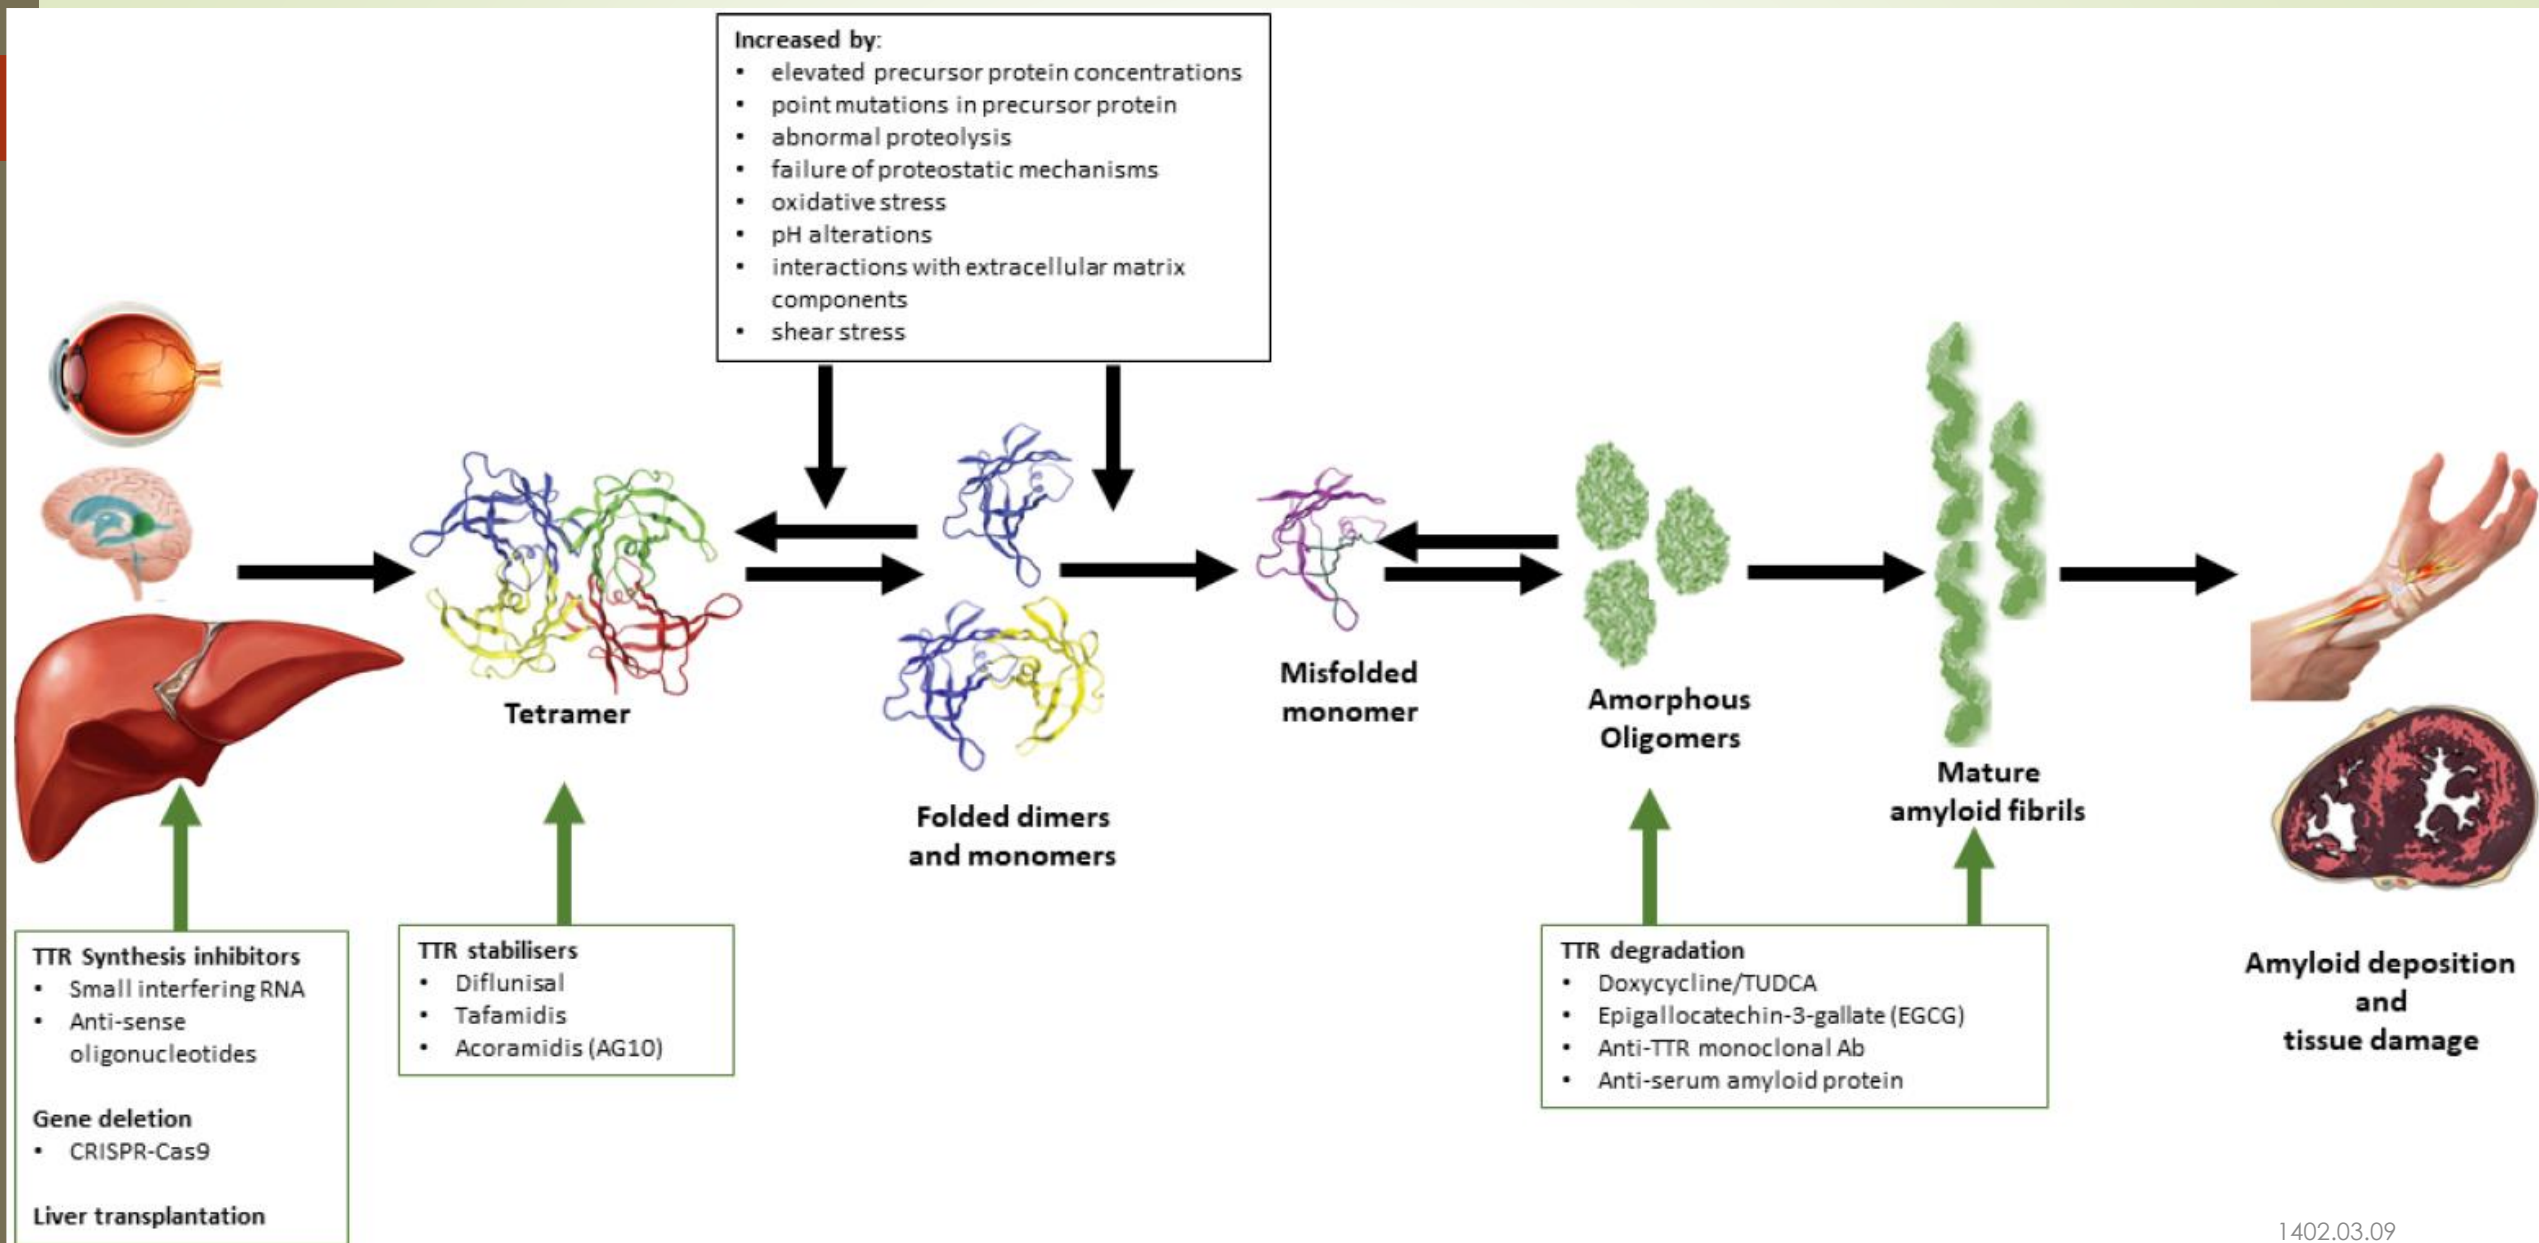 Increased by:
• elevated precursor protein concentrations
• point mutations in precursor protein
• abnormal proteolysis
• failure of proteostatic mechanisms
• oxidative stress
• pH alterations
• interactions with extracellular matrix
components
• shear stress
Tetramer
Folded dimers
and monomers
Misfolded
monomer
Amorphous
Oligomers
Mature
amyloid fibrils
Amyloid deposition
and
tissue damage
TTR Synthesis inhibitors
• Small interfering RNA
• Anti-sense
oligonucleotides
Gene deletion
• CRISPR-Cas9
Liver transplantation
TTR stabilisers
• Diflunisal
• Tafamidis
• Acoramidis (AG10)
TTR degradation
• Doxycycline/TUDCA
• Epigallocatechin-3-gallate (EGCG)
• Anti-TTR monoclonal Ab
• Anti-serum amyloid protein
1402.03.09